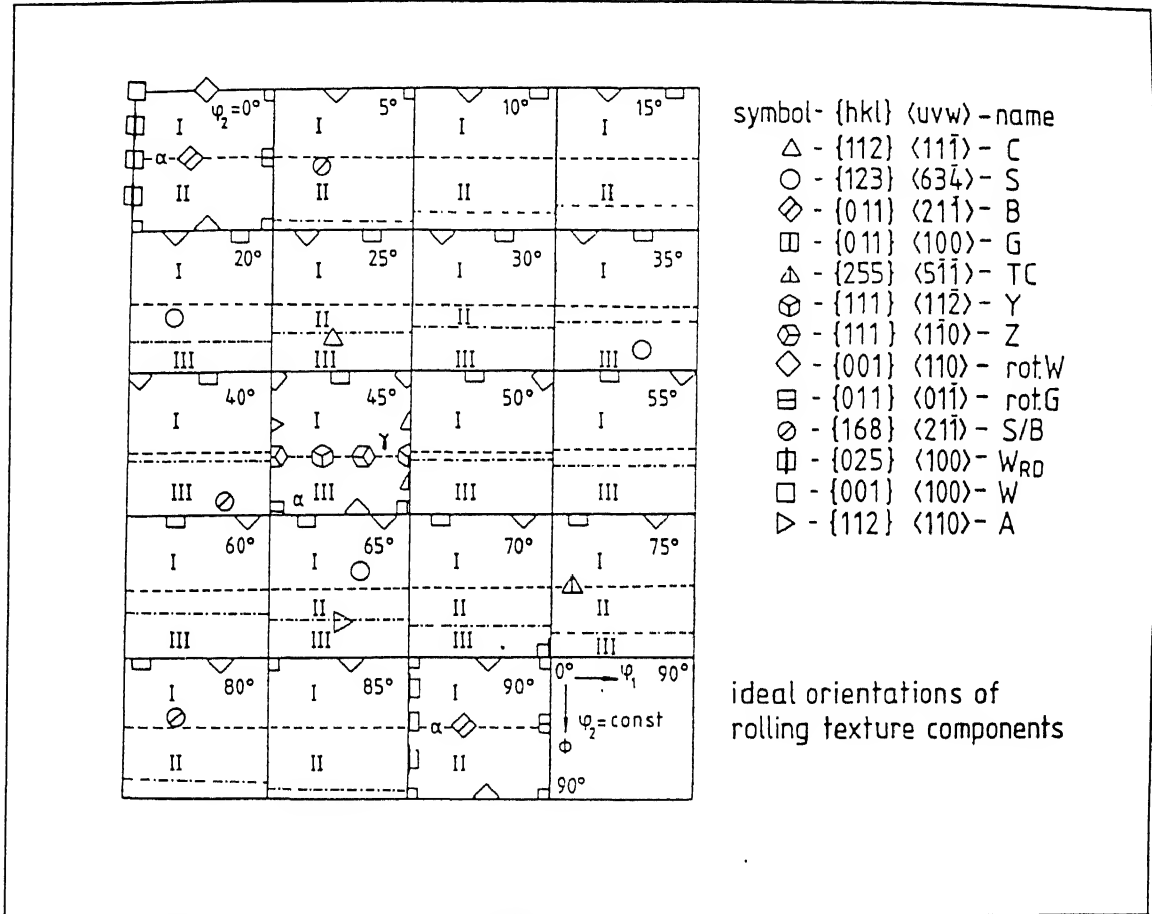 φ₂=0° 5° 10° 15°
I I I I
α
II II II II
20° 25° 30° 35°
I I I I
II II
III III III III
40° 45° 50° 55°
I I I I
γ
III III III III
α
60° 65° 70° 75°
I I I I
II II II
III III III III
80° 85° 90° 0° φ₁ 90°
I I I
α φ₂=const
II II II Φ
90°
symbol- {hkl} ⟨uvw⟩ - name
△ - {112} ⟨111̄⟩ - C
○ - {123} ⟨634̄⟩ - S
- {011} ⟨211̄⟩ - B
- {011} ⟨100⟩ - G
- {255} ⟨51̄1̄⟩ - TC
- {111} ⟨112̄⟩ - Y
- {111} ⟨11̄0⟩ - Z
◇ - {001} ⟨110⟩ - rot.W
⊟ - {011} ⟨011̄⟩ - rot.G
⊘ - {168} ⟨211̄⟩ - S/B
- {025} ⟨100⟩ - W_RD
□ - {001} ⟨100⟩ - W
▷ - {112} ⟨110⟩ - A
ideal orientations of
rolling texture components